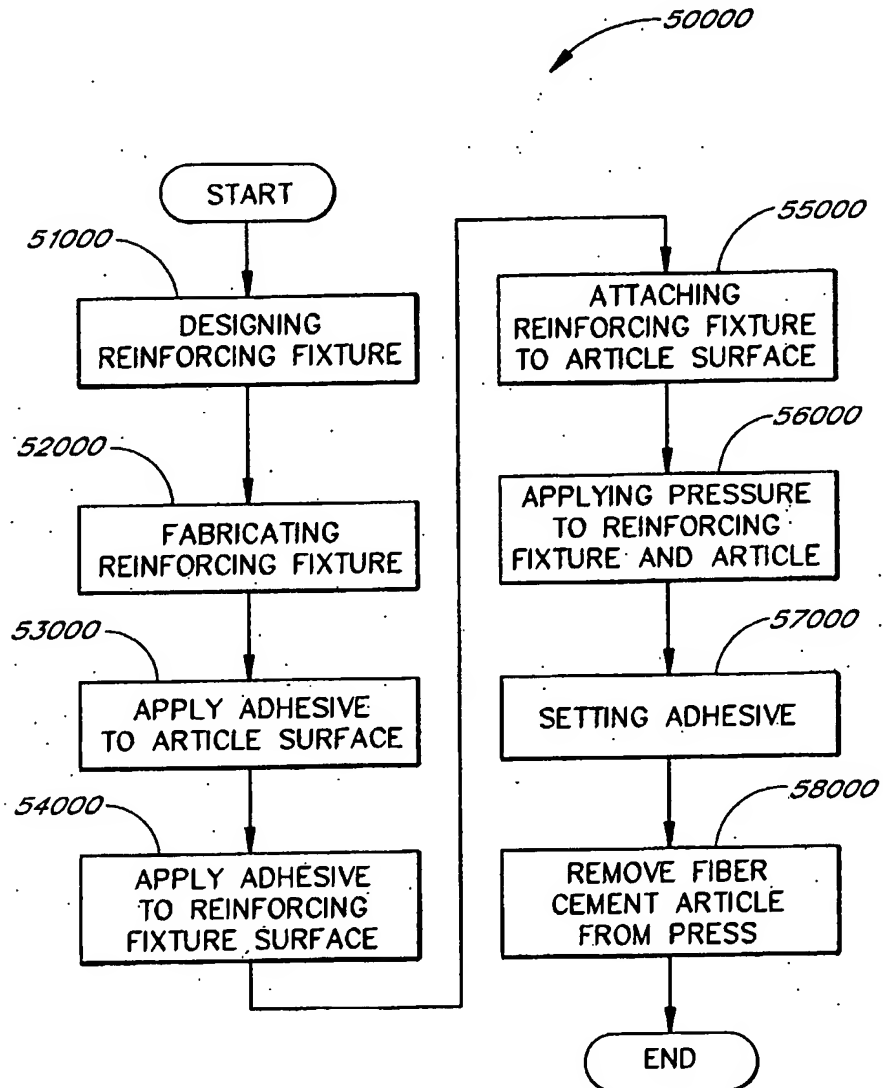 50000
START
51000
DESIGNING
REINFORCING FIXTURE
52000
FABRICATING
REINFORCING FIXTURE
53000
APPLY ADHESIVE
TO ARTICLE SURFACE
54000
APPLY ADHESIVE
TO REINFORCING
FIXTURE SURFACE
55000
ATTACHING
REINFORCING FIXTURE
TO ARTICLE SURFACE
56000
APPLYING PRESSURE
TO REINFORCING
FIXTURE AND ARTICLE
57000
SETTING ADHESIVE
58000
REMOVE FIBER
CEMENT ARTICLE
FROM PRESS
END